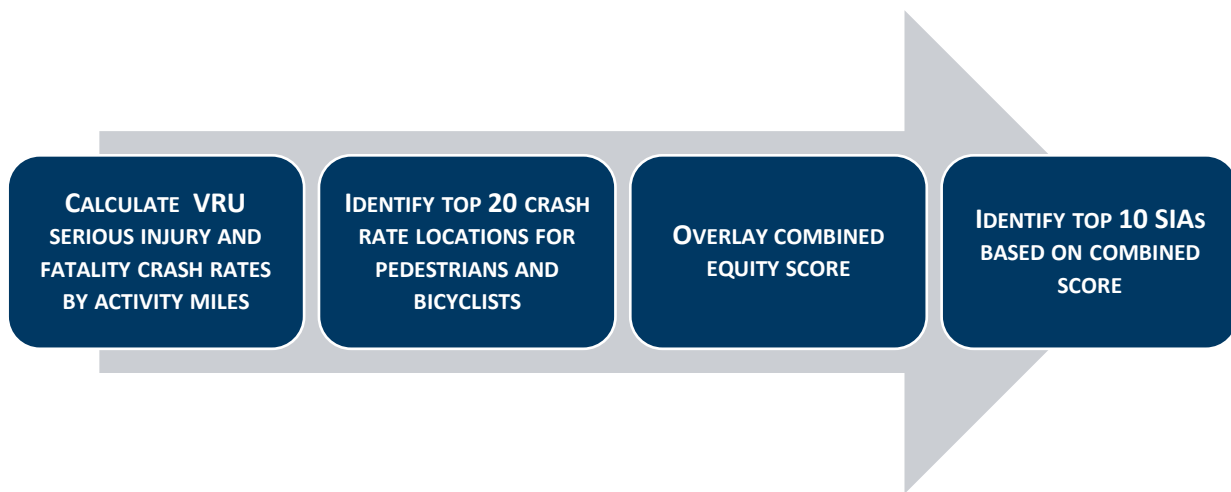 CALCULATE VRU
SERIOUS INJURY AND
FATALITY CRASH RATES
BY ACTIVITY MILES
IDENTIFY TOP 20 CRASH
RATE LOCATIONS FOR
PEDESTRIANS AND
BICYCLISTS
OVERLAY COMBINED
EQUITY SCORE
IDENTIFY TOP 10 SIAS
BASED ON COMBINED
SCORE